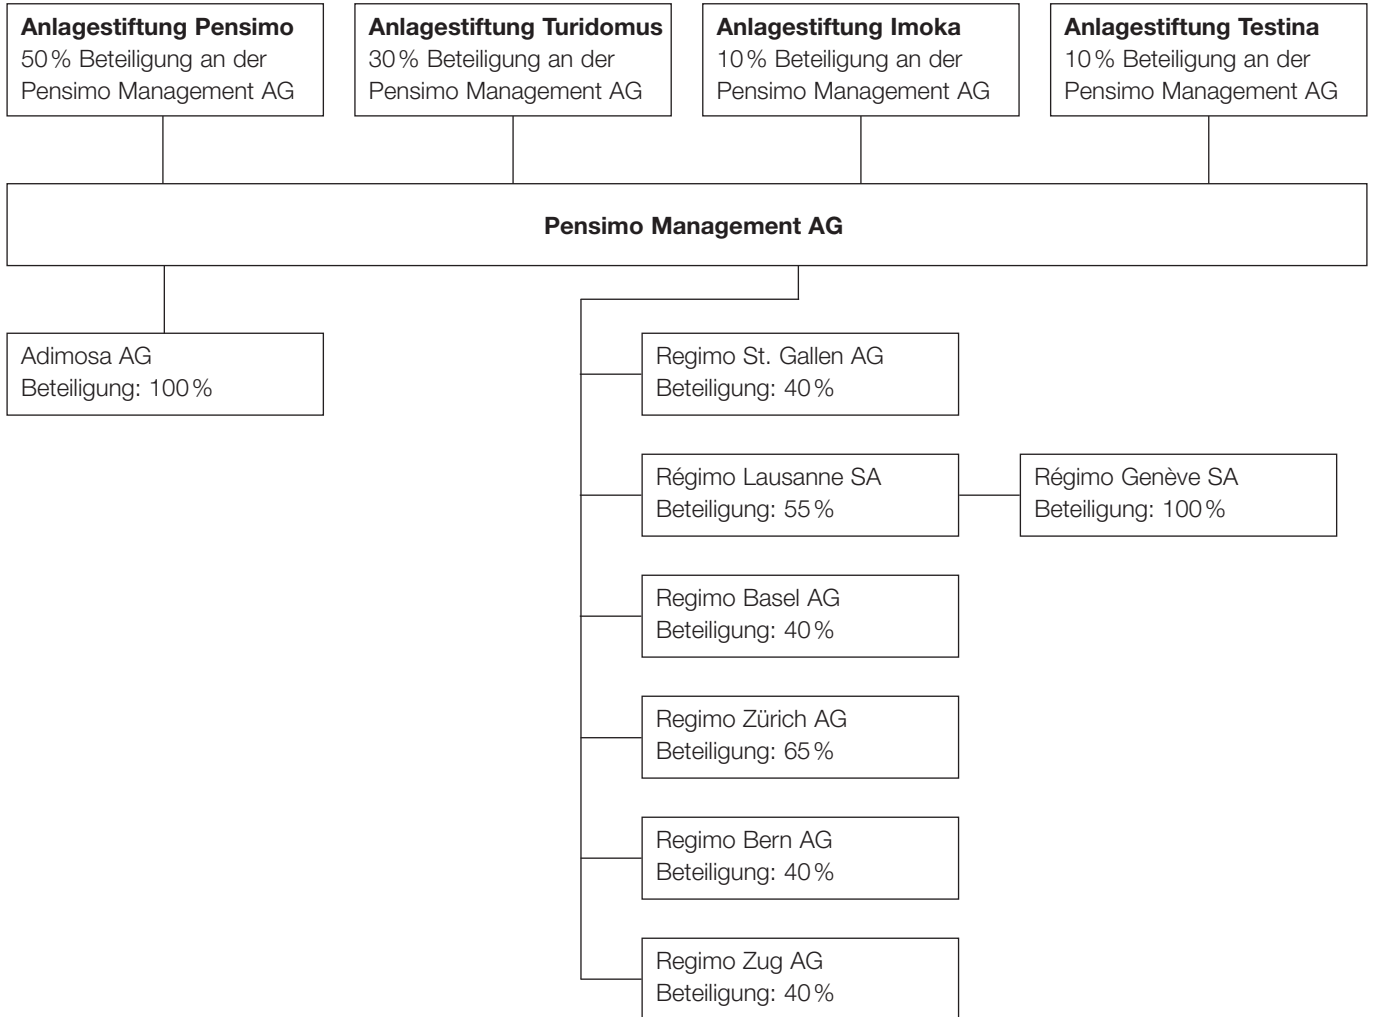 Anlagestiftung Pensimo
50% Beteiligung an der
Pensimo Management AG
Anlagestiftung Turidomus
30% Beteiligung an der
Pensimo Management AG
Anlagestiftung Imoka
10% Beteiligung an der
Pensimo Management AG
Anlagestiftung Testina
10% Beteiligung an der
Pensimo Management AG
Pensimo Management AG
Adimosa AG
Beteiligung: 100%
Regimo St. Gallen AG
Beteiligung: 40%
Régimo Lausanne SA
Beteiligung: 55%
Régimo Genève SA
Beteiligung: 100%
Regimo Basel AG
Beteiligung: 40%
Regimo Zürich AG
Beteiligung: 65%
Regimo Bern AG
Beteiligung: 40%
Regimo Zug AG
Beteiligung: 40%